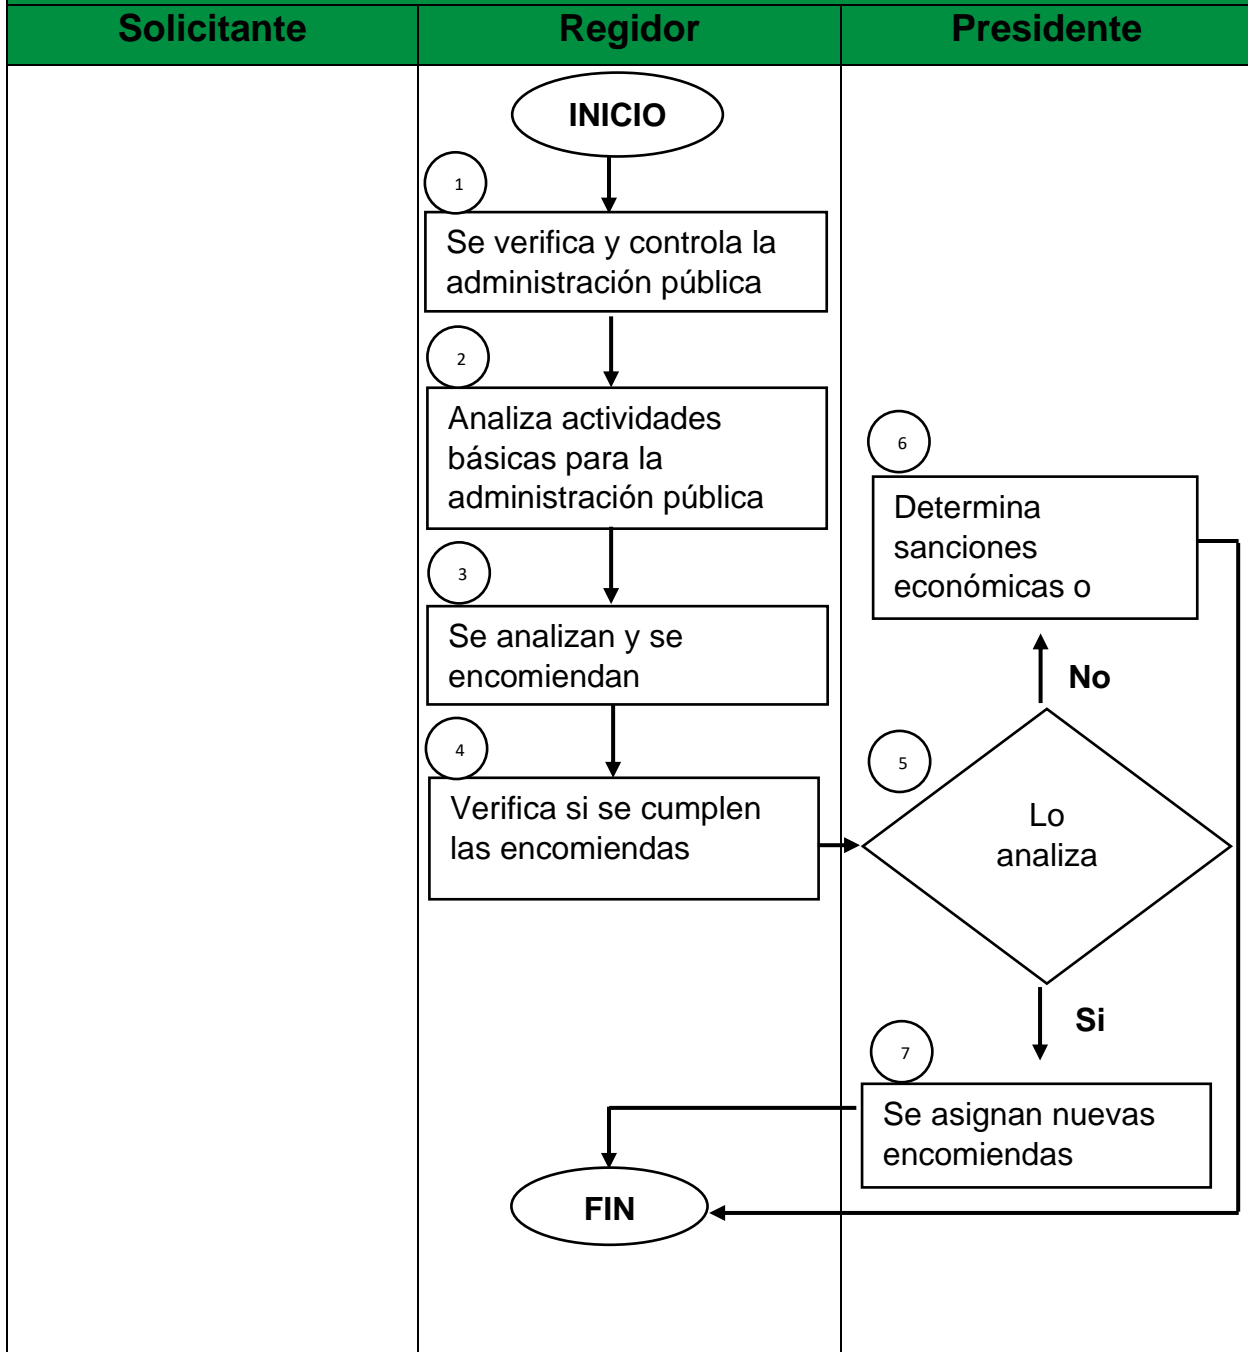 Solicitante
Regidor
Presidente
INICIO
1
Se verifica y controla la
administración pública
2
Analiza actividades
básicas para la
administración pública
3
Se analizan y se
encomiendan
4
Verifica si se cumplen
las encomiendas
6
Determina
sanciones
económicas o
No
5
Lo
analiza
Si
7
Se asignan nuevas
encomiendas
FIN